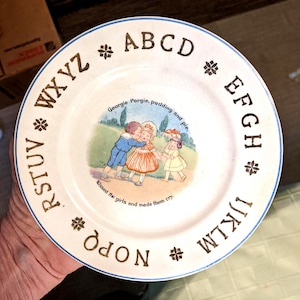 ABCD
EFGH
IJKLM
NOPQ
RSTUV
WXYZ
Georgie Porgie, pudding and pie,
Kissed the girls and made them cry.